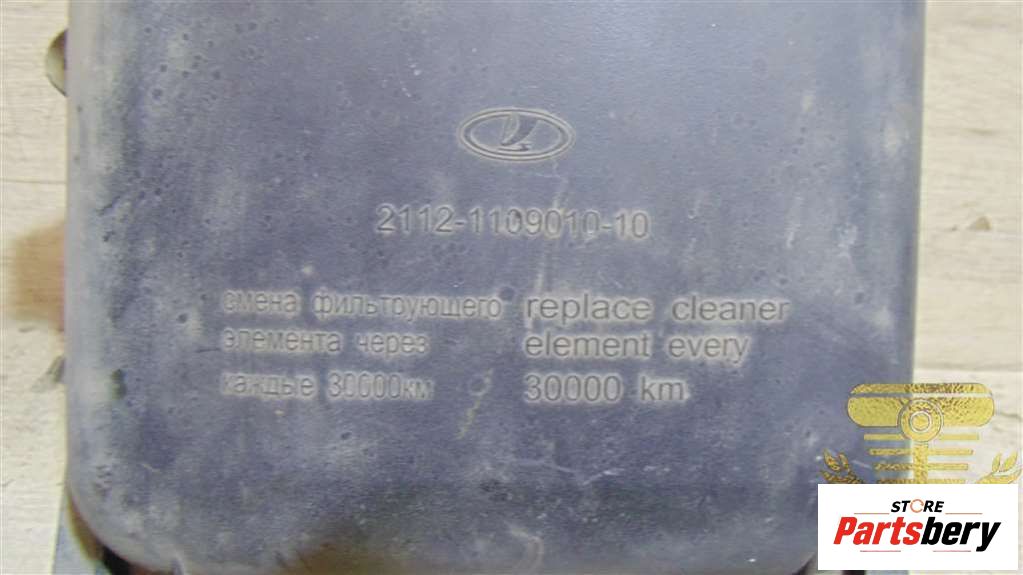 2112-1109010-10
смена фильтрующего
элемента через
каждые 30000км
replace cleaner
element every
30000 km
STORE
Partsbery